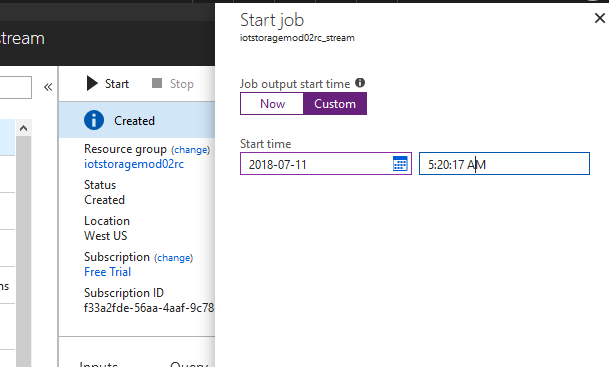 stream
Start
Stop
Created
Resource group (change)
iotstoragemod02rc
Status
Created
Location
West US
Subscription (change)
Free Trial
Subscription ID
f33a2fde-56aa-4aaf-9c78
Inputs
Query
ns
Start job
iotstoragemod02rc_stream
Job output start time
Now
Custom
Start time
2018-07-11
5:20:17 AM